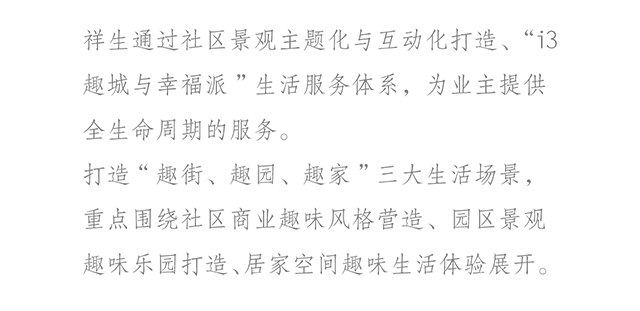 祥生通过社区景观主题化与互动化打造、“i3
趣城与幸福派”生活服务体系，为业主提供
全生命周期的服务。
打造“趣街、趣园、趣家”三大生活场景，
重点围绕社区商业趣味风格营造、园区景观
趣味乐园打造、居家空间趣味生活体验展开。